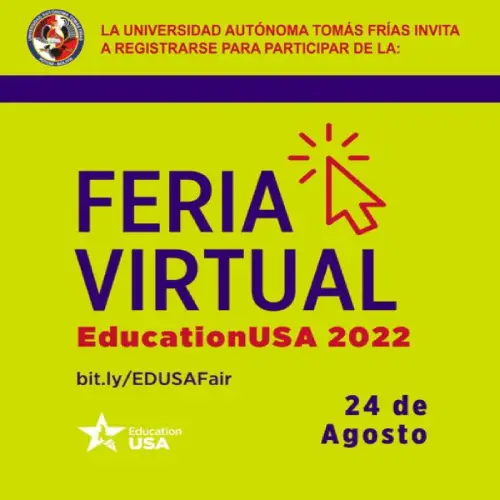 LA UNIVERSIDAD AUTÓNOMA TOMÁS FRÍAS INVITA
A REGISTRARSE PARA PARTICIPAR DE LA:
FERIA
VIRTUAL
EducationUSA 2022
bit.ly/EDUSAFair
24 de
Agosto
Education
USA